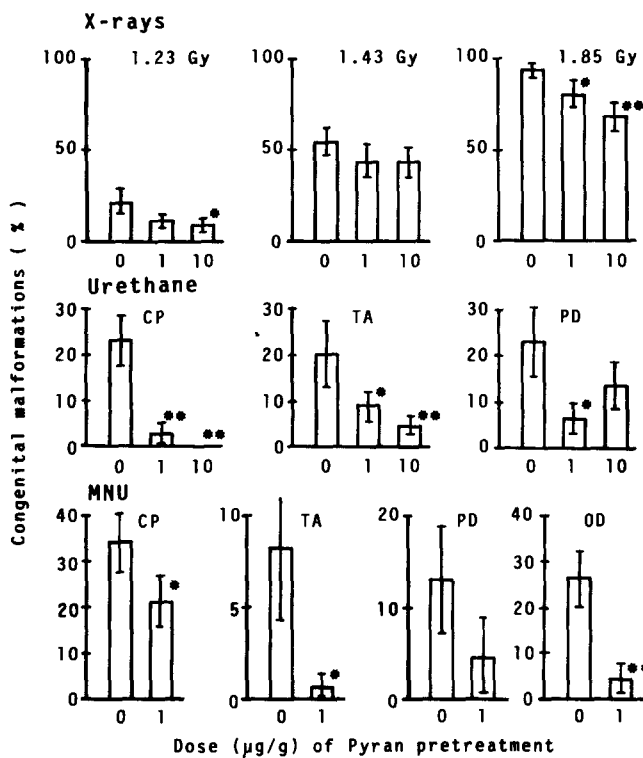 X-rays
1.23 Gy 1.43 Gy 1.85 Gy
100 100 100
50 50 50
0 0 0
* * **
0 1 10 0 1 10 0 1 10
Congenital malformations ( % )
Urethane
CP TA PD
30 30 30
20 20 20
10 10 10
0 0 0
** ** * ** *
0 1 10 0 1 10 0 1 10
MNU
CP TA PD OD
40 10 20 40
30 30
20 5 10 20
10 10
0 0 0 0
* * **
0 1 0 1 0 1 0 1
Dose (µg/g) of Pyran pretreatment